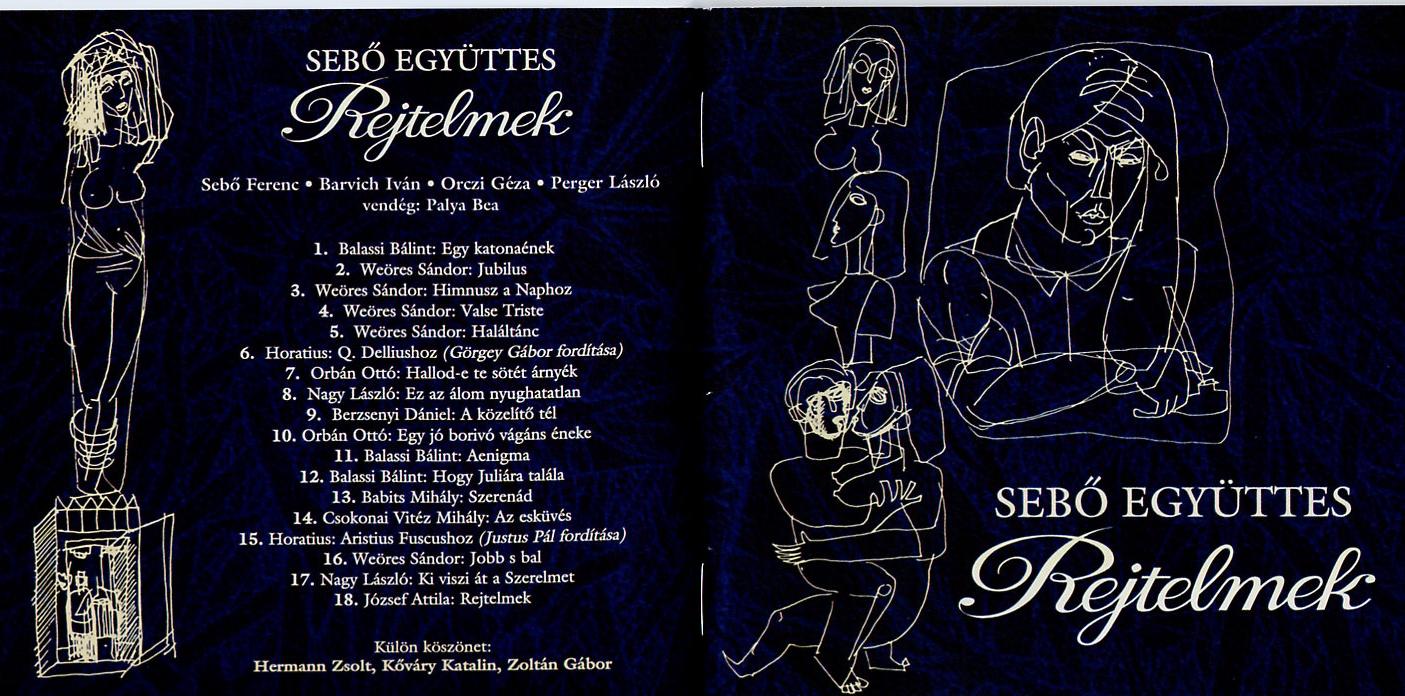 SEBŐ EGYÜTTES
Rejtelmek
Sebő Ferenc • Barvich Iván • Orczi Géza • Perger László
vendég: Palya Bea
1. Balassi Bálint: Egy katonaének
2. Weöres Sándor: Jubilus
3. Weöres Sándor: Himnusz a Naphoz
4. Weöres Sándor: Valse Triste
5. Weöres Sándor: Haláltánc
6. Horatius: Q. Delliushoz (Görgey Gábor fordítása)
7. Orbán Ottó: Hallod-e te sötét árnyék
8. Nagy László: Ez az álom nyughatatlan
9. Berzsenyi Dániel: A közelítő tél
10. Orbán Ottó: Egy jó borivó vágáns éneke
11. Balassi Bálint: Aenigma
12. Balassi Bálint: Hogy Juliára talála
13. Babits Mihály: Szerenád
14. Csokonai Vitéz Mihály: Az esküvés
15. Horatius: Aristius Fuscushoz (Justus Pál fordítása)
16. Weöres Sándor: Jobb s bal
17. Nagy László: Ki viszi át a Szerelmet
18. József Attila: Rejtelmek
Külön köszönet:
Hermann Zsolt, Kőváry Katalin, Zoltán Gábor
SEBŐ EGYÜTTES
Rejtelmek